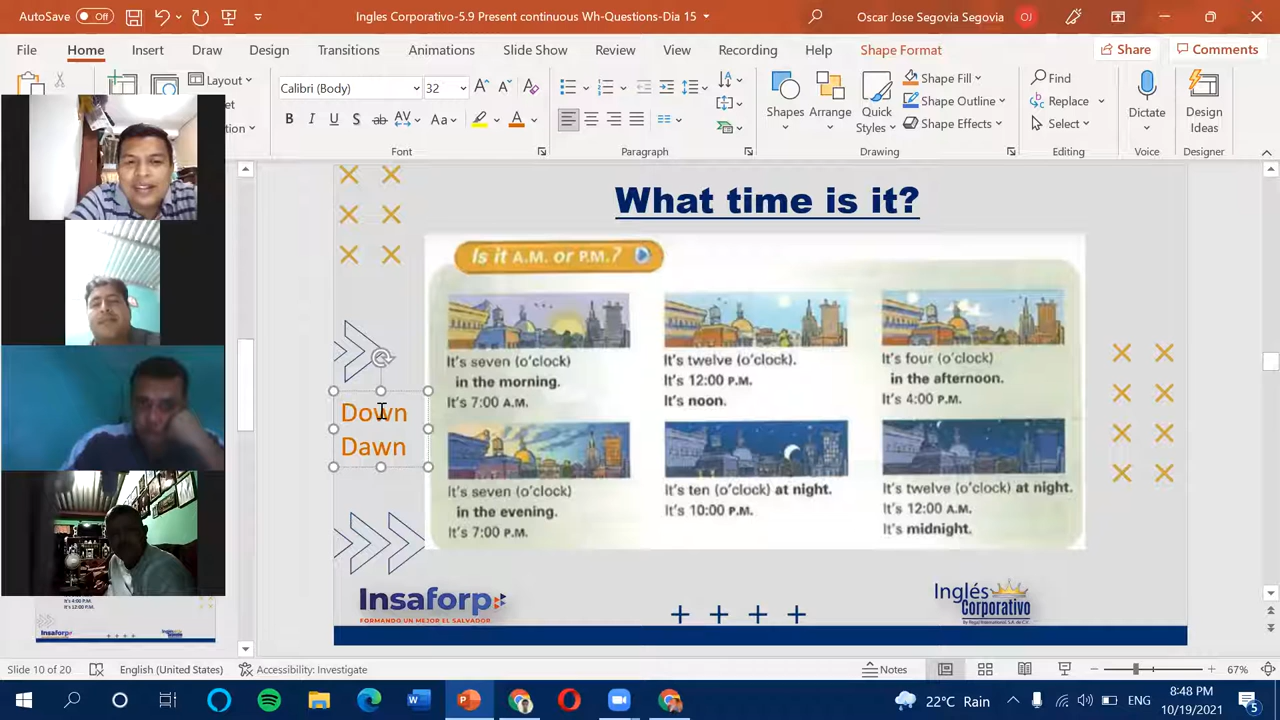 AutoSave Off
Ingles Corporativo-5.9 Present continuous Wh-Questions-Dia 15
Oscar Jose Segovia Segovia
OJ
File Home Insert Draw Design Transitions Animations Slide Show Review View Recording Help Shape Format
Share
Comments
Layout
Calibri (Body) 32
Shapes
Arrange
Quick Styles
Shape Fill
Shape Outline
Shape Effects
Find
Replace
Select
Dictate
Design Ideas
Font
Paragraph
Drawing
Editing
Voice
Designer
What time is it?
Is it A.M. or P.M.?
It's seven (o'clock)
in the morning.
It's 7:00 A.M.
It's twelve (o'clock).
It's 12:00 P.M.
It's noon.
It's four (o'clock)
in the afternoon.
It's 4:00 P.M.
Down
Dawn
It's seven (o'clock)
in the evening.
It's 7:00 P.M.
It's ten (o'clock) at night.
It's 10:00 P.M.
It's twelve (o'clock) at night.
It's 12:00 A.M.
It's midnight.
Insaforp
FORMANDO UN MEJOR EL SALVADOR
Inglés
Corporativo
Slide 10 of 20
English (United States)
Accessibility: Investigate
Notes
67%
22°C Rain
ENG
8:48 PM
10/19/2021
5